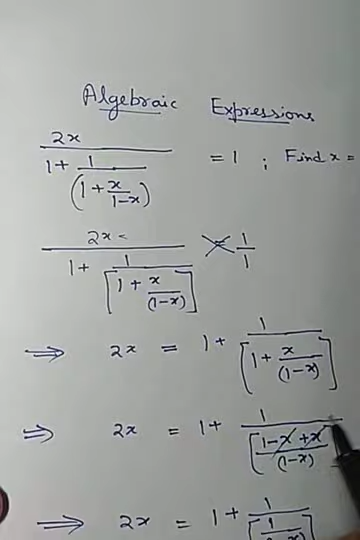 Algebraic Expressions
2x / (1 + 1/(1 + x/(1-x))) = 1 ; Find x =
2x / (1 + 1/[1 + x/(1-x)]) = 1/1
⇒ 2x = 1 + 1/[1 + x/(1-x)]
⇒ 2x = 1 + 1/[(1-x+x)/(1-x)]
⇒ 2x = 1 + 1/[1/(1-x)]